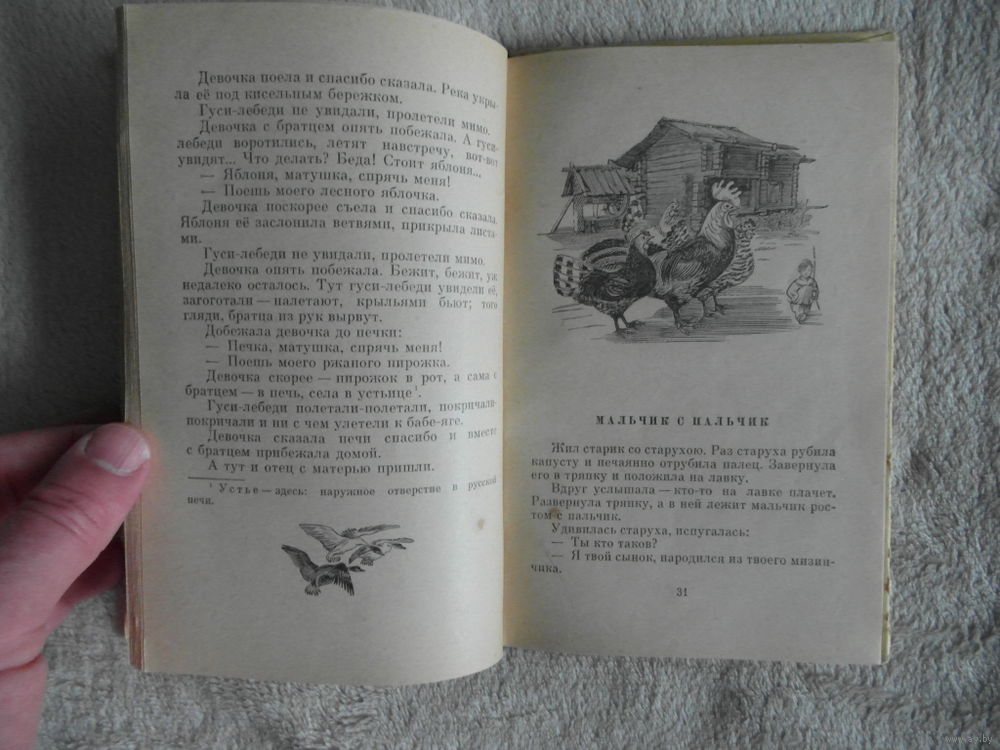 Девочка поела и спасибо сказала. Река укры-
ла её под кисельным бережком.
Гуси-лебеди не увидали, пролетели мимо.
Девочка с братцем опять побежала. А гуси-
лебеди воротились, летят навстречу, вот-вот
увидят... Что делать? Беда! Стоит яблоня...
— Яблоня, матушка, спрячь меня!
— Поешь моего лесного яблочка.
Девочка поскорее съела и спасибо сказала.
Яблоня её заслонила ветвями, прикрыла листа-
ми.
Гуси-лебеди не увидали, пролетели мимо.
Девочка опять побежала. Бежит, бежит, уж
недалеко осталось. Тут гуси-лебеди увидели её,
загоготали — налетают, крыльями бьют; того
гляди, братца из рук вырвут.
Добежала девочка до печки:
— Печка, матушка, спрячь меня!
— Поешь моего ржаного пирожка.
Девочка скорее — пирожок в рот, а сама с
братцем — в печь, села в устьице ¹.
Гуси-лебеди полетали-полетали, покричали-
покричали и ни с чем улетели к бабе-яге.
Девочка сказала печи спасибо и вместе
с братцем прибежала домой.
А тут и отец с матерью пришли.
¹ Устье — здесь: наружное отверстие в русской
печи.
МАЛЬЧИК С ПАЛЬЧИК
Жил старик со старухою. Раз старуха рубила
капусту и нечаянно отрубила палец. Завернула
его в тряпку и положила на лавку.
Вдруг услышала — кто-то на лавке плачет.
Развернула тряпку, а в ней лежит мальчик рос-
том с пальчик.
Удивилась старуха, испугалась:
— Ты кто таков?
— Я твой сынок, народился из твоего мизин-
чика.
31
www.ay.by